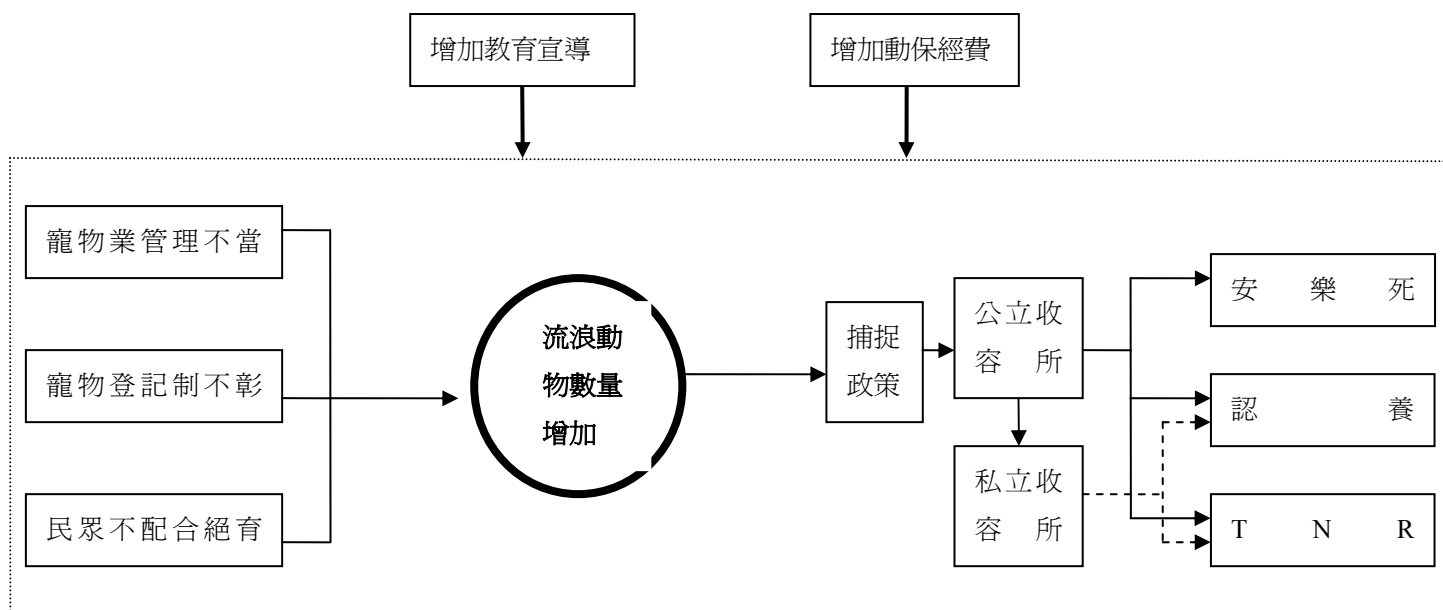 增加教育宣導
增加動保經費
寵物業管理不當
寵物登記制不彰
民眾不配合絕育
流浪動
物數量
增加
捕捉
政策
公立收
容所
私立收
容所
安樂死
認養
TNR